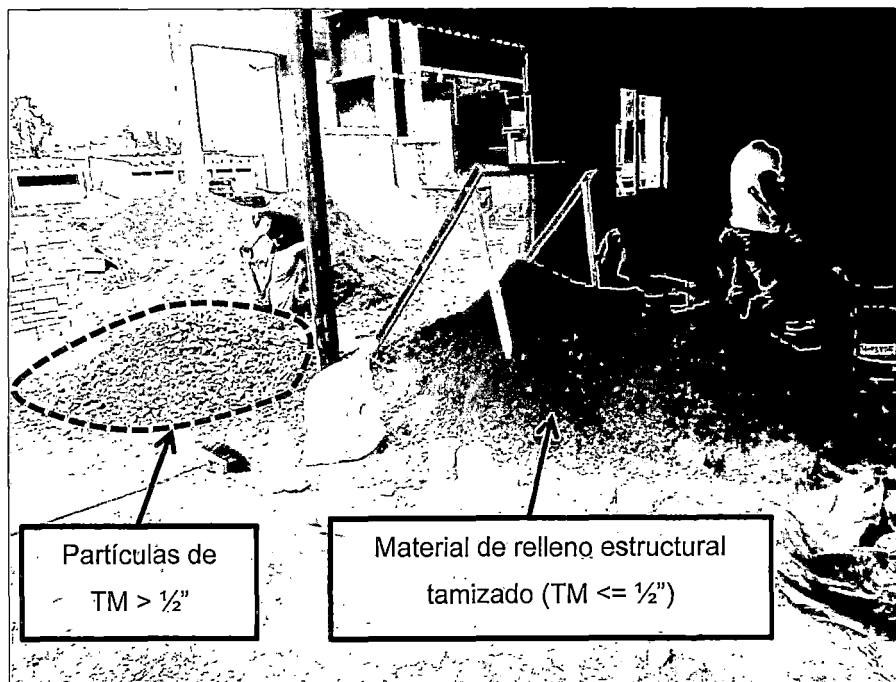 Partículas de
TM > ½"
Material de relleno estructural
tamizado (TM <= ½")